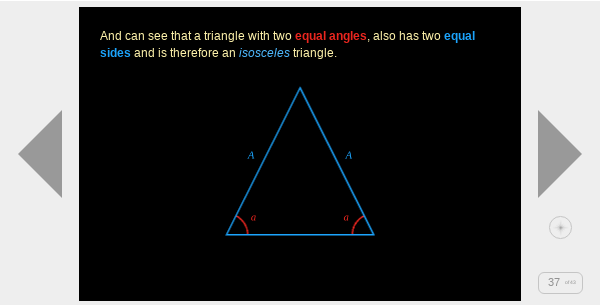 And can see that a triangle with two equal angles, also has two equal
sides and is therefore an isosceles triangle.
A A
a a
37